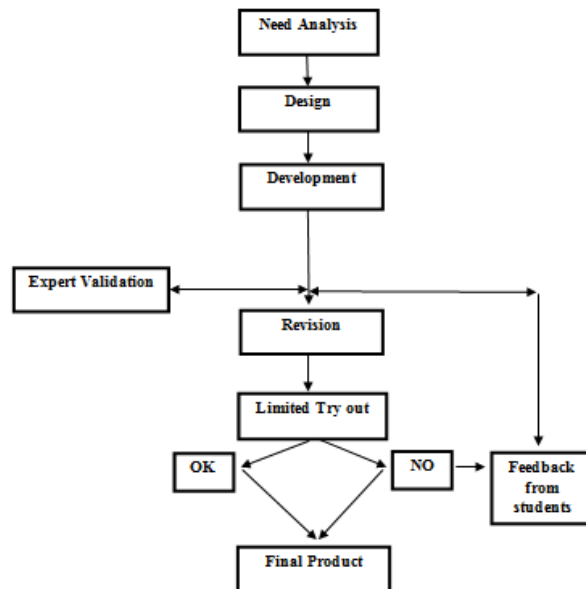 Need Analysis
Design
Development
Expert Validation
Revision
Limited Try out
OK
NO
Feedback
from
students
Final Product